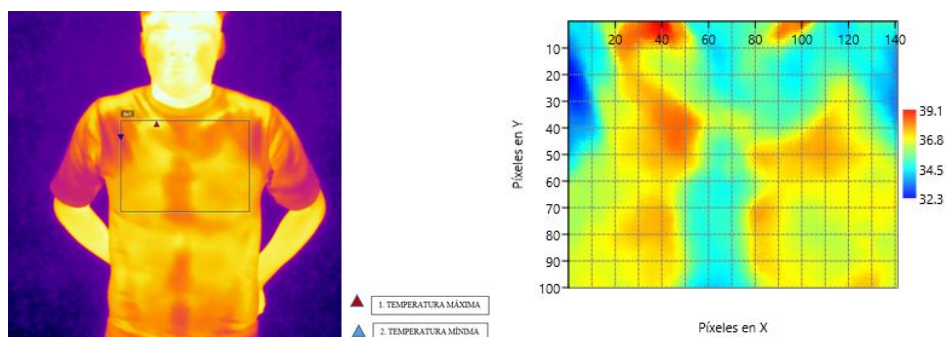 1. TEMPERATURA MÁXIMA
2. TEMPERATURA MÍNIMA
20 40 60 80 100 120 140
10
20
30
40
50
60
70
80
90
100
Píxeles en Y
Píxeles en X
39.1
36.8
34.5
32.3